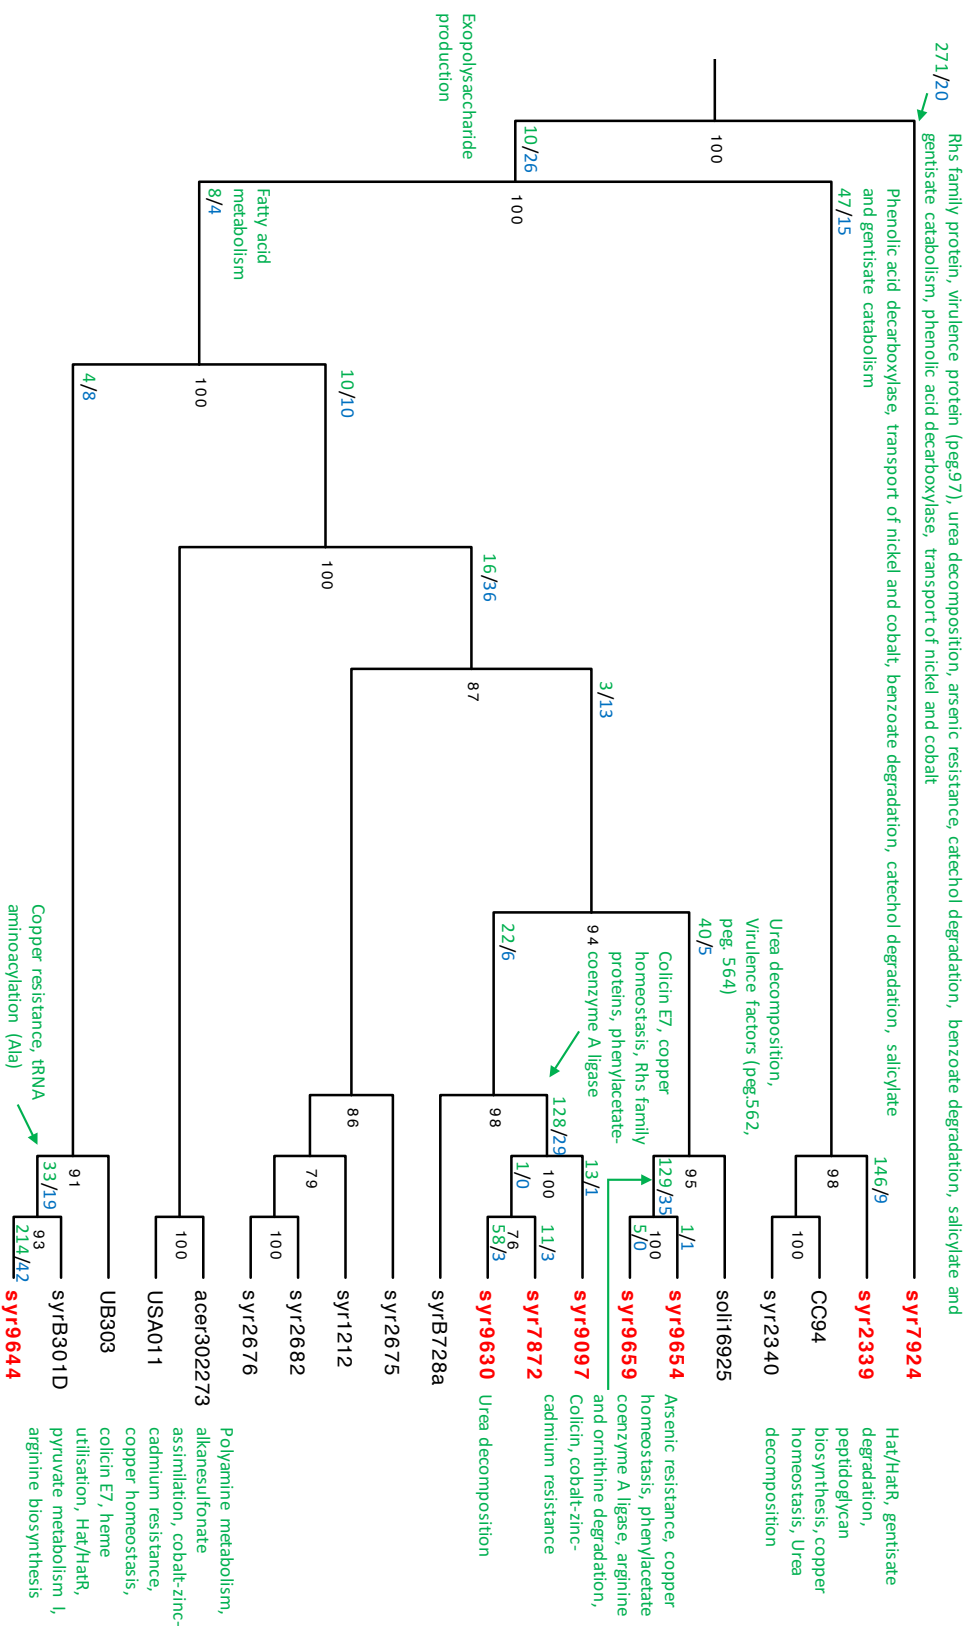 271/20
Rhs family protein, virulence protein (peg.97), urea decomposition, arsenic resistance, catechol degradation, benzoate degradation, salicylate and
gentisate catabolism, phenolic acid decarboxylase, transport of nickel and cobalt
100
47/15
Phenolic acid decarboxylase, transport of nickel and cobalt, benzoate degradation, catechol degradation, salicylate
and gentisate catabolism
10/26
Exopolysaccharide
production
100
Fatty acid
metabolism
8/4
100
10/10
4/8
100
16/36
87
3/13
94
Urea decomposition,
Virulence factors (peg.562,
peg. 564)
40/5
22/6
Colicin E7, copper
homeostasis, Rhs family
proteins, phenylacetate-
coenzyme A ligase
128/29
98
86
79
100
100
146/9
98
100
95
129/35
1/1
100
5/0
13/1
100
1/0
11/3
76
58/3
Copper resistance, tRNA
aminoacylation (Ala)
91
33/19
93
214/42
syr7924
syr2339
CC94
syr2340
soli16925
syr9654
syr9659
syr9097
syr7872
syr9630
syrB728a
syr2675
syr1212
syr2682
syr2676
acer302273
USA011
UB303
syrB301D
syr9644
Hat/HatR, gentisate
degradation,
peptidoglycan
biosynthesis, copper
homeostasis, Urea
decomposition
Arsenic resistance, copper
homeostasis, phenylacetate
coenzyme A ligase, arginine
and ornithine degradation,
Colicin, cobalt-zinc-
cadmium resistance
Urea decomposition
Polyamine metabolism,
alkanesulfonate
assimilation, cobalt-zinc-
cadmium resistance,
copper homeostasis,
colicin E7, heme
utilisation, Hat/HatR,
pyruvate metabolism I,
arginine biosynthesis